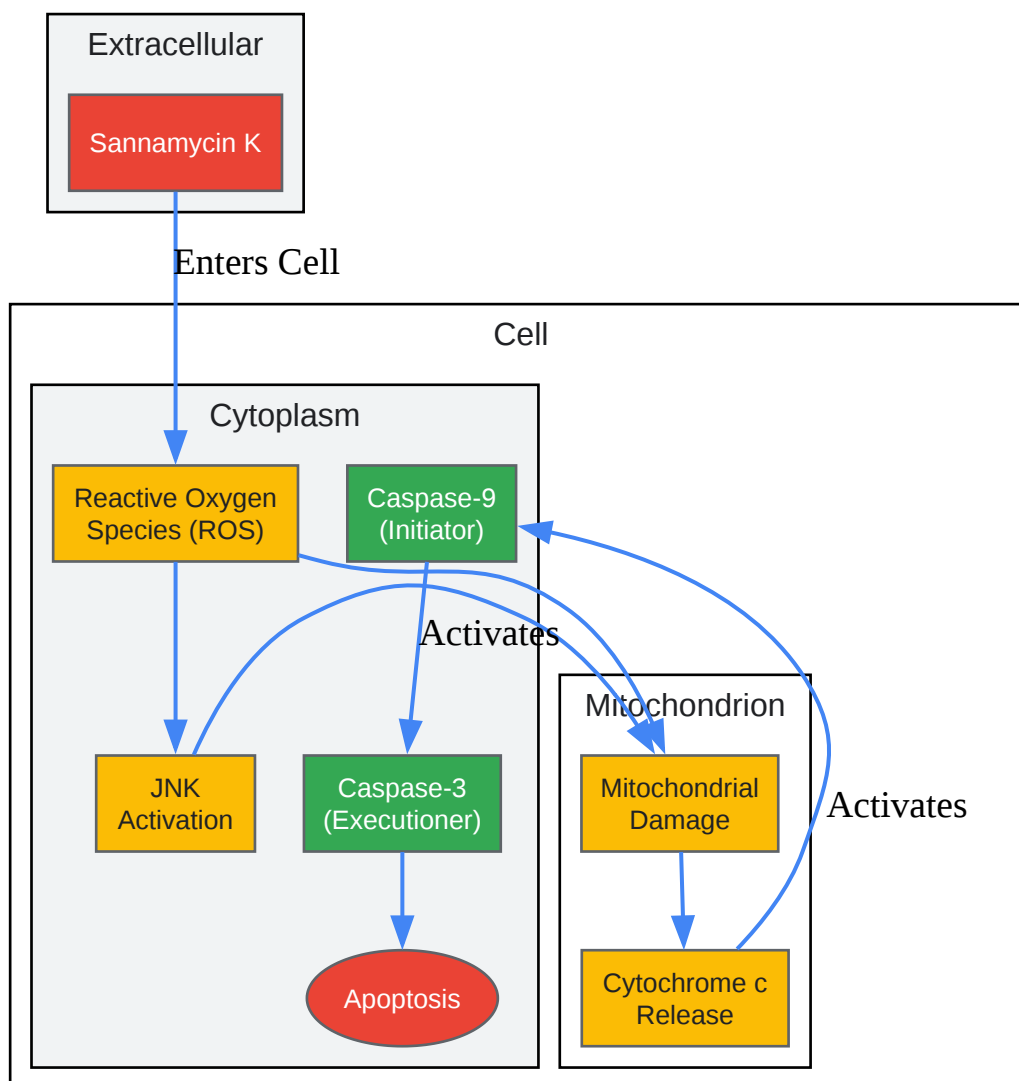 Extracellular
Sannamycin K
Enters Cell
Cell
Cytoplasm
Reactive Oxygen
Species (ROS)
Caspase-9
(Initiator)
Activates
Mitochondrion
JNK
Activation
Caspase-3
(Executioner)
Mitochondrial
Damage
Activates
Apoptosis
Cytochrome c
Release